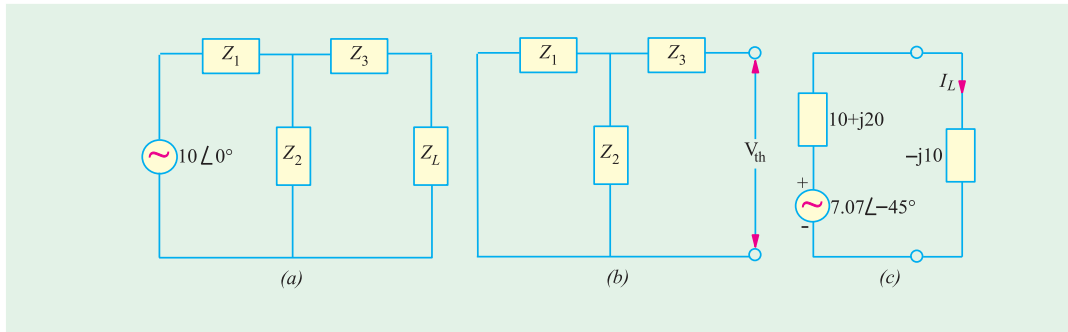 Z1
Z3
10∠0°
Z2
ZL
(a)
Z1
Z3
Z2
Vth
(b)
IL
10+j20
−j10
+
7.07∠−45°
-
(c)